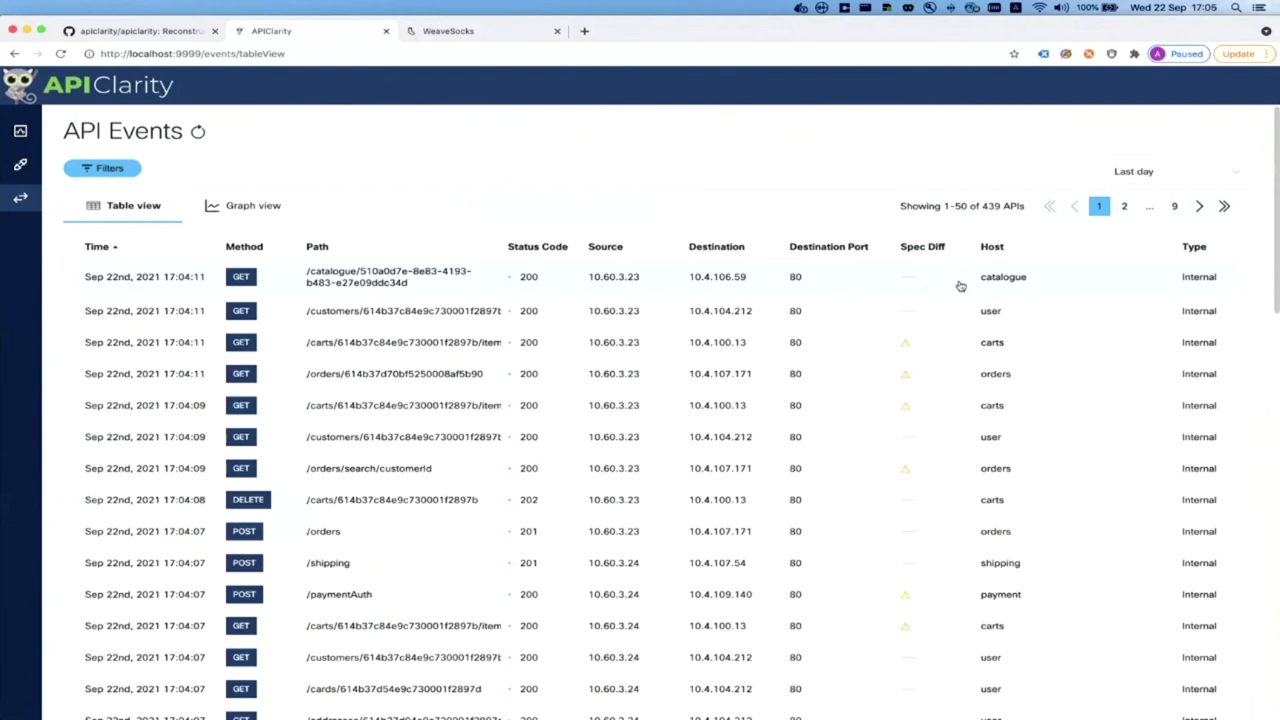 100% Wed 22 Sep 17:05
apiclarity/apiclarity: Reconstru
APIClarity
WeaveSocks
http://localhost:9999/events/tableView
A Paused
Update
APIClarity
API Events
Filters
Last day
Table view
Graph view
Showing 1-50 of 439 APIs
1 2 ... 9
Time Method Path Status Code Source Destination Destination Port Spec Diff Host Type
Sep 22nd, 2021 17:04:11 GET /catalogue/510a0d7e-8e83-4193-b483-e27e09ddc34d 200 10.60.3.23 10.4.106.59 80 catalogue Internal
Sep 22nd, 2021 17:04:11 GET /customers/614b37c84e9c730001f2897b 200 10.60.3.23 10.4.104.212 80 user Internal
Sep 22nd, 2021 17:04:11 GET /carts/614b37c84e9c730001f2897b/item 200 10.60.3.23 10.4.100.13 80 carts Internal
Sep 22nd, 2021 17:04:11 GET /orders/614b37d70bf5250008af5b90 200 10.60.3.23 10.4.107.171 80 orders Internal
Sep 22nd, 2021 17:04:09 GET /carts/614b37c84e9c730001f2897b/item 200 10.60.3.23 10.4.100.13 80 carts Internal
Sep 22nd, 2021 17:04:09 GET /customers/614b37c84e9c730001f2897b 200 10.60.3.23 10.4.104.212 80 user Internal
Sep 22nd, 2021 17:04:09 GET /orders/search/customerId 200 10.60.3.23 10.4.107.171 80 orders Internal
Sep 22nd, 2021 17:04:08 DELETE /carts/614b37c84e9c730001f2897b 202 10.60.3.23 10.4.100.13 80 carts Internal
Sep 22nd, 2021 17:04:07 POST /orders 201 10.60.3.23 10.4.107.171 80 orders Internal
Sep 22nd, 2021 17:04:07 POST /shipping 201 10.60.3.24 10.4.107.54 80 shipping Internal
Sep 22nd, 2021 17:04:07 POST /paymentAuth 200 10.60.3.24 10.4.109.140 80 payment Internal
Sep 22nd, 2021 17:04:07 GET /carts/614b37c84e9c730001f2897b/item 200 10.60.3.24 10.4.100.13 80 carts Internal
Sep 22nd, 2021 17:04:07 GET /customers/614b37c84e9c730001f2897b 200 10.60.3.24 10.4.104.212 80 user Internal
Sep 22nd, 2021 17:04:07 GET /cards/614b37d54e9c730001f2897d 200 10.60.3.24 10.4.104.212 80 user Internal